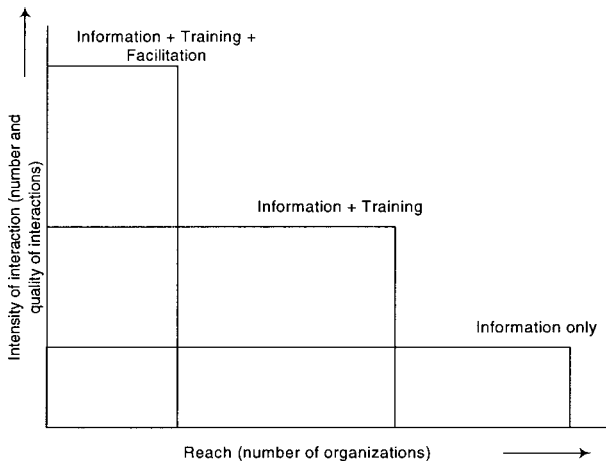 Information + Training +
Facilitation
Intensity of interaction (number and
quality of interactions)
Information + Training
Information only
Reach (number of organizations)